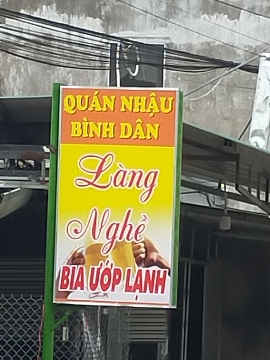 QUÁN NHẬU
BÌNH DÂN
Làng
Nghề
BIA ƯỚP LẠNH